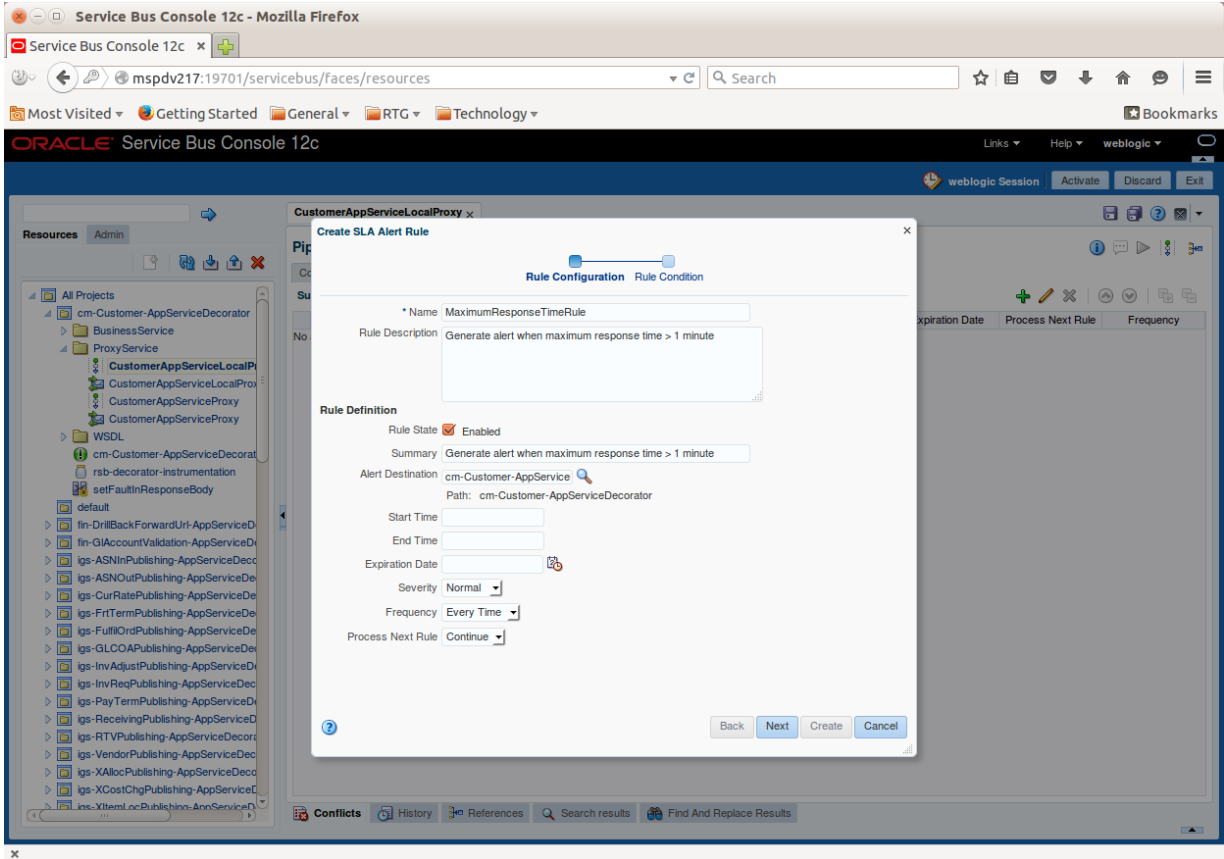 Service Bus Console 12c - Mozilla Firefox
Service Bus Console 12c
mspdv217:19701/servicebus/faces/resources
Search
Most Visited
Getting Started
General
RTG
Technology
Bookmarks
ORACLE Service Bus Console 12c
Links
Help
weblogic
weblogic Session
Activate
Discard
Exit
CustomerAppServiceLocalProxy
Resources
Admin
Create SLA Alert Rule
Rule Configuration
Rule Condition
* Name MaximumResponseTimeRule
Rule Description Generate alert when maximum response time > 1 minute
Rule Definition
Rule State Enabled
Summary Generate alert when maximum response time > 1 minute
Alert Destination cm-Customer-AppService
Path: cm-Customer-AppServiceDecorator
Start Time
End Time
Expiration Date
Severity Normal
Frequency Every Time
Process Next Rule Continue
Back
Next
Create
Cancel
Expiration Date
Process Next Rule
Frequency
All Projects
cm-Customer-AppServiceDecorator
BusinessService
ProxyService
CustomerAppServiceLocalPr
CustomerAppServiceLocalProx
CustomerAppServiceProxy
CustomerAppServiceProxy
WSDL
cm-Customer-AppServiceDecorat
rsb-decorator-instrumentation
setFaultInResponseBody
default
fin-DrillBackForwardUrl-AppServiceD
fin-GlAccountValidation-AppServiceDe
igs-ASNInPublishing-AppServiceDeco
igs-ASNOutPublishing-AppServiceDe
igs-CurRatePublishing-AppServiceDe
igs-FrtTermPublishing-AppServiceDe
igs-FulfilOrdPublishing-AppServiceDe
igs-GLCOAPublishing-AppServiceDe
igs-InvAdjustPublishing-AppServiceDe
igs-InvReqPublishing-AppServiceDec
igs-PayTermPublishing-AppServiceDe
igs-ReceivingPublishing-AppServiceD
igs-RTVPublishing-AppServiceDecora
igs-VendorPublishing-AppServiceDec
igs-XAllocPublishing-AppServiceDeco
igs-XCostChgPublishing-AppServiceD
igs-XItemLocPublishing-AppServiceD
Conflicts
History
References
Search results
Find And Replace Results